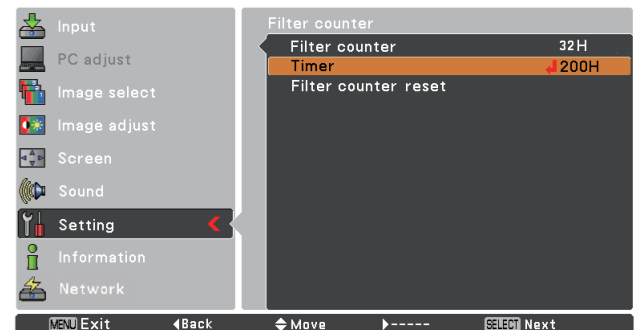 Input
PC adjust
Image select
Image adjust
Screen
Sound
Setting
Information
Network
Filter counter
Filter counter 32H
Timer 200H
Filter counter reset
MENU Exit ◀Back ◆Move ▶----- SELECT Next